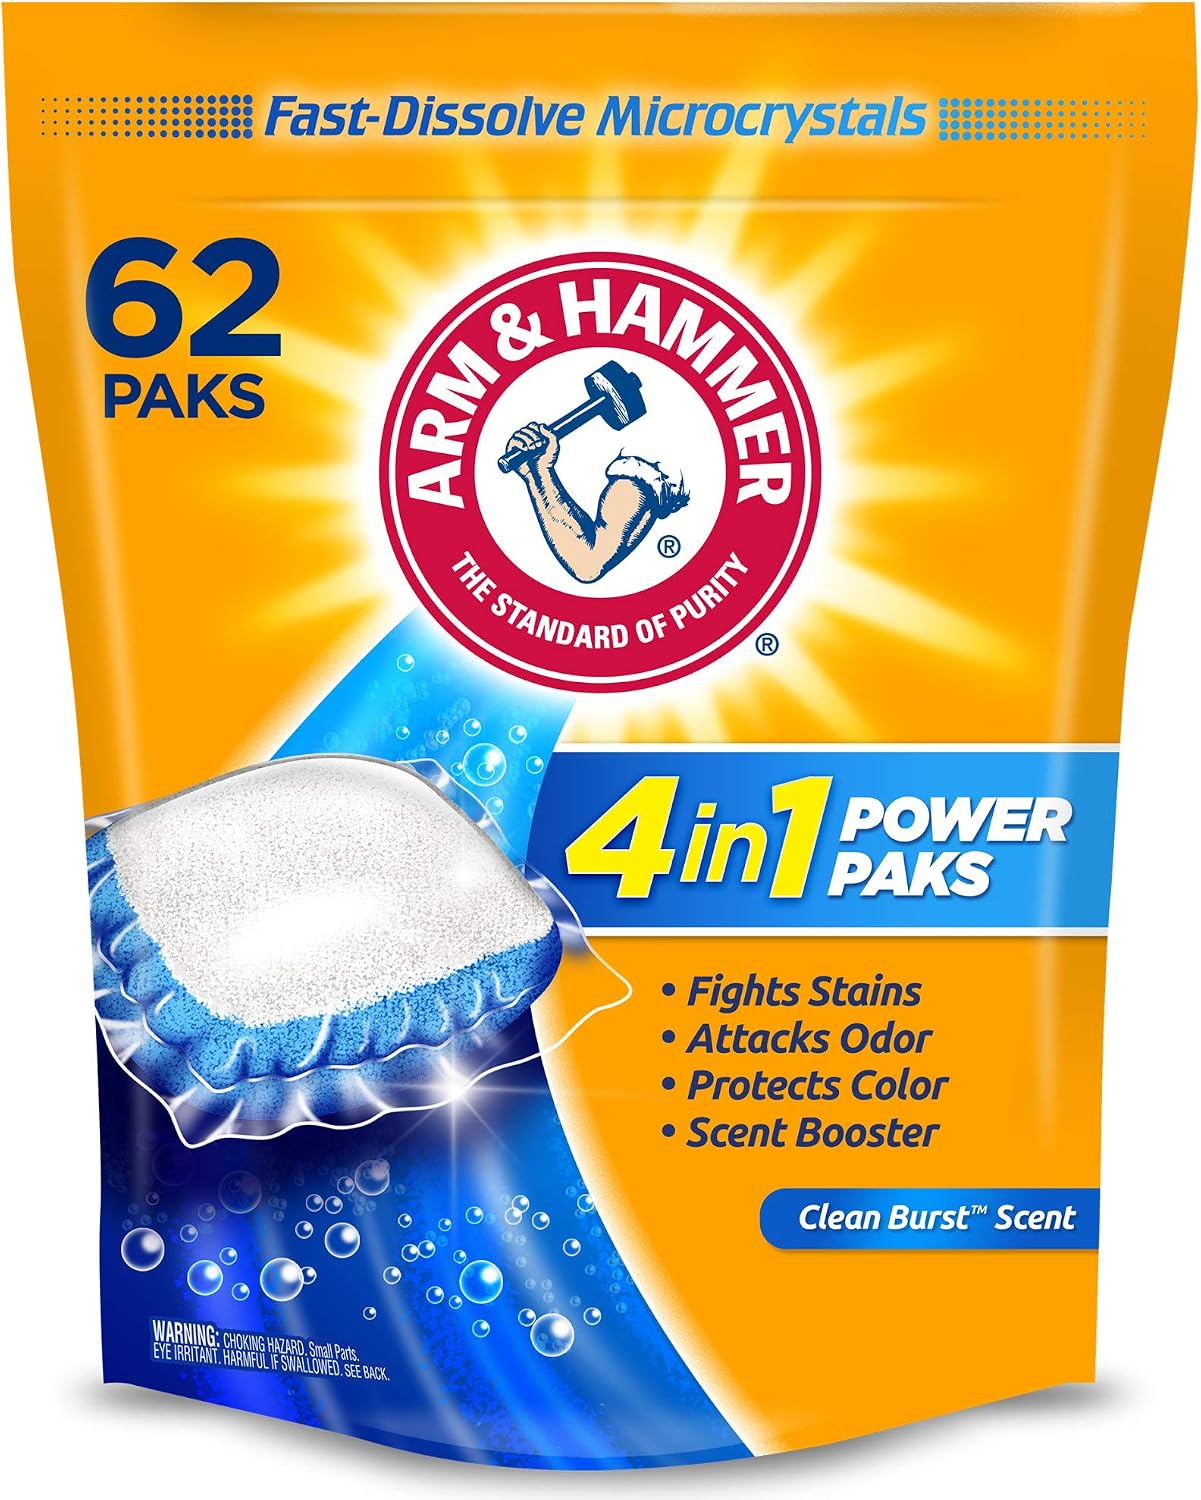 Fast-Dissolve Microcrystals
62
PAKS
ARM & HAMMER
®
THE STANDARD OF PURITY
®
4 in 1 POWER
PAKS
• Fights Stains
• Attacks Odor
• Protects Color
• Scent Booster
Clean Burst™ Scent
WARNING: CHOKING HAZARD. Small Parts.
EYE IRRITANT. HARMFUL IF SWALLOWED. SEE BACK.